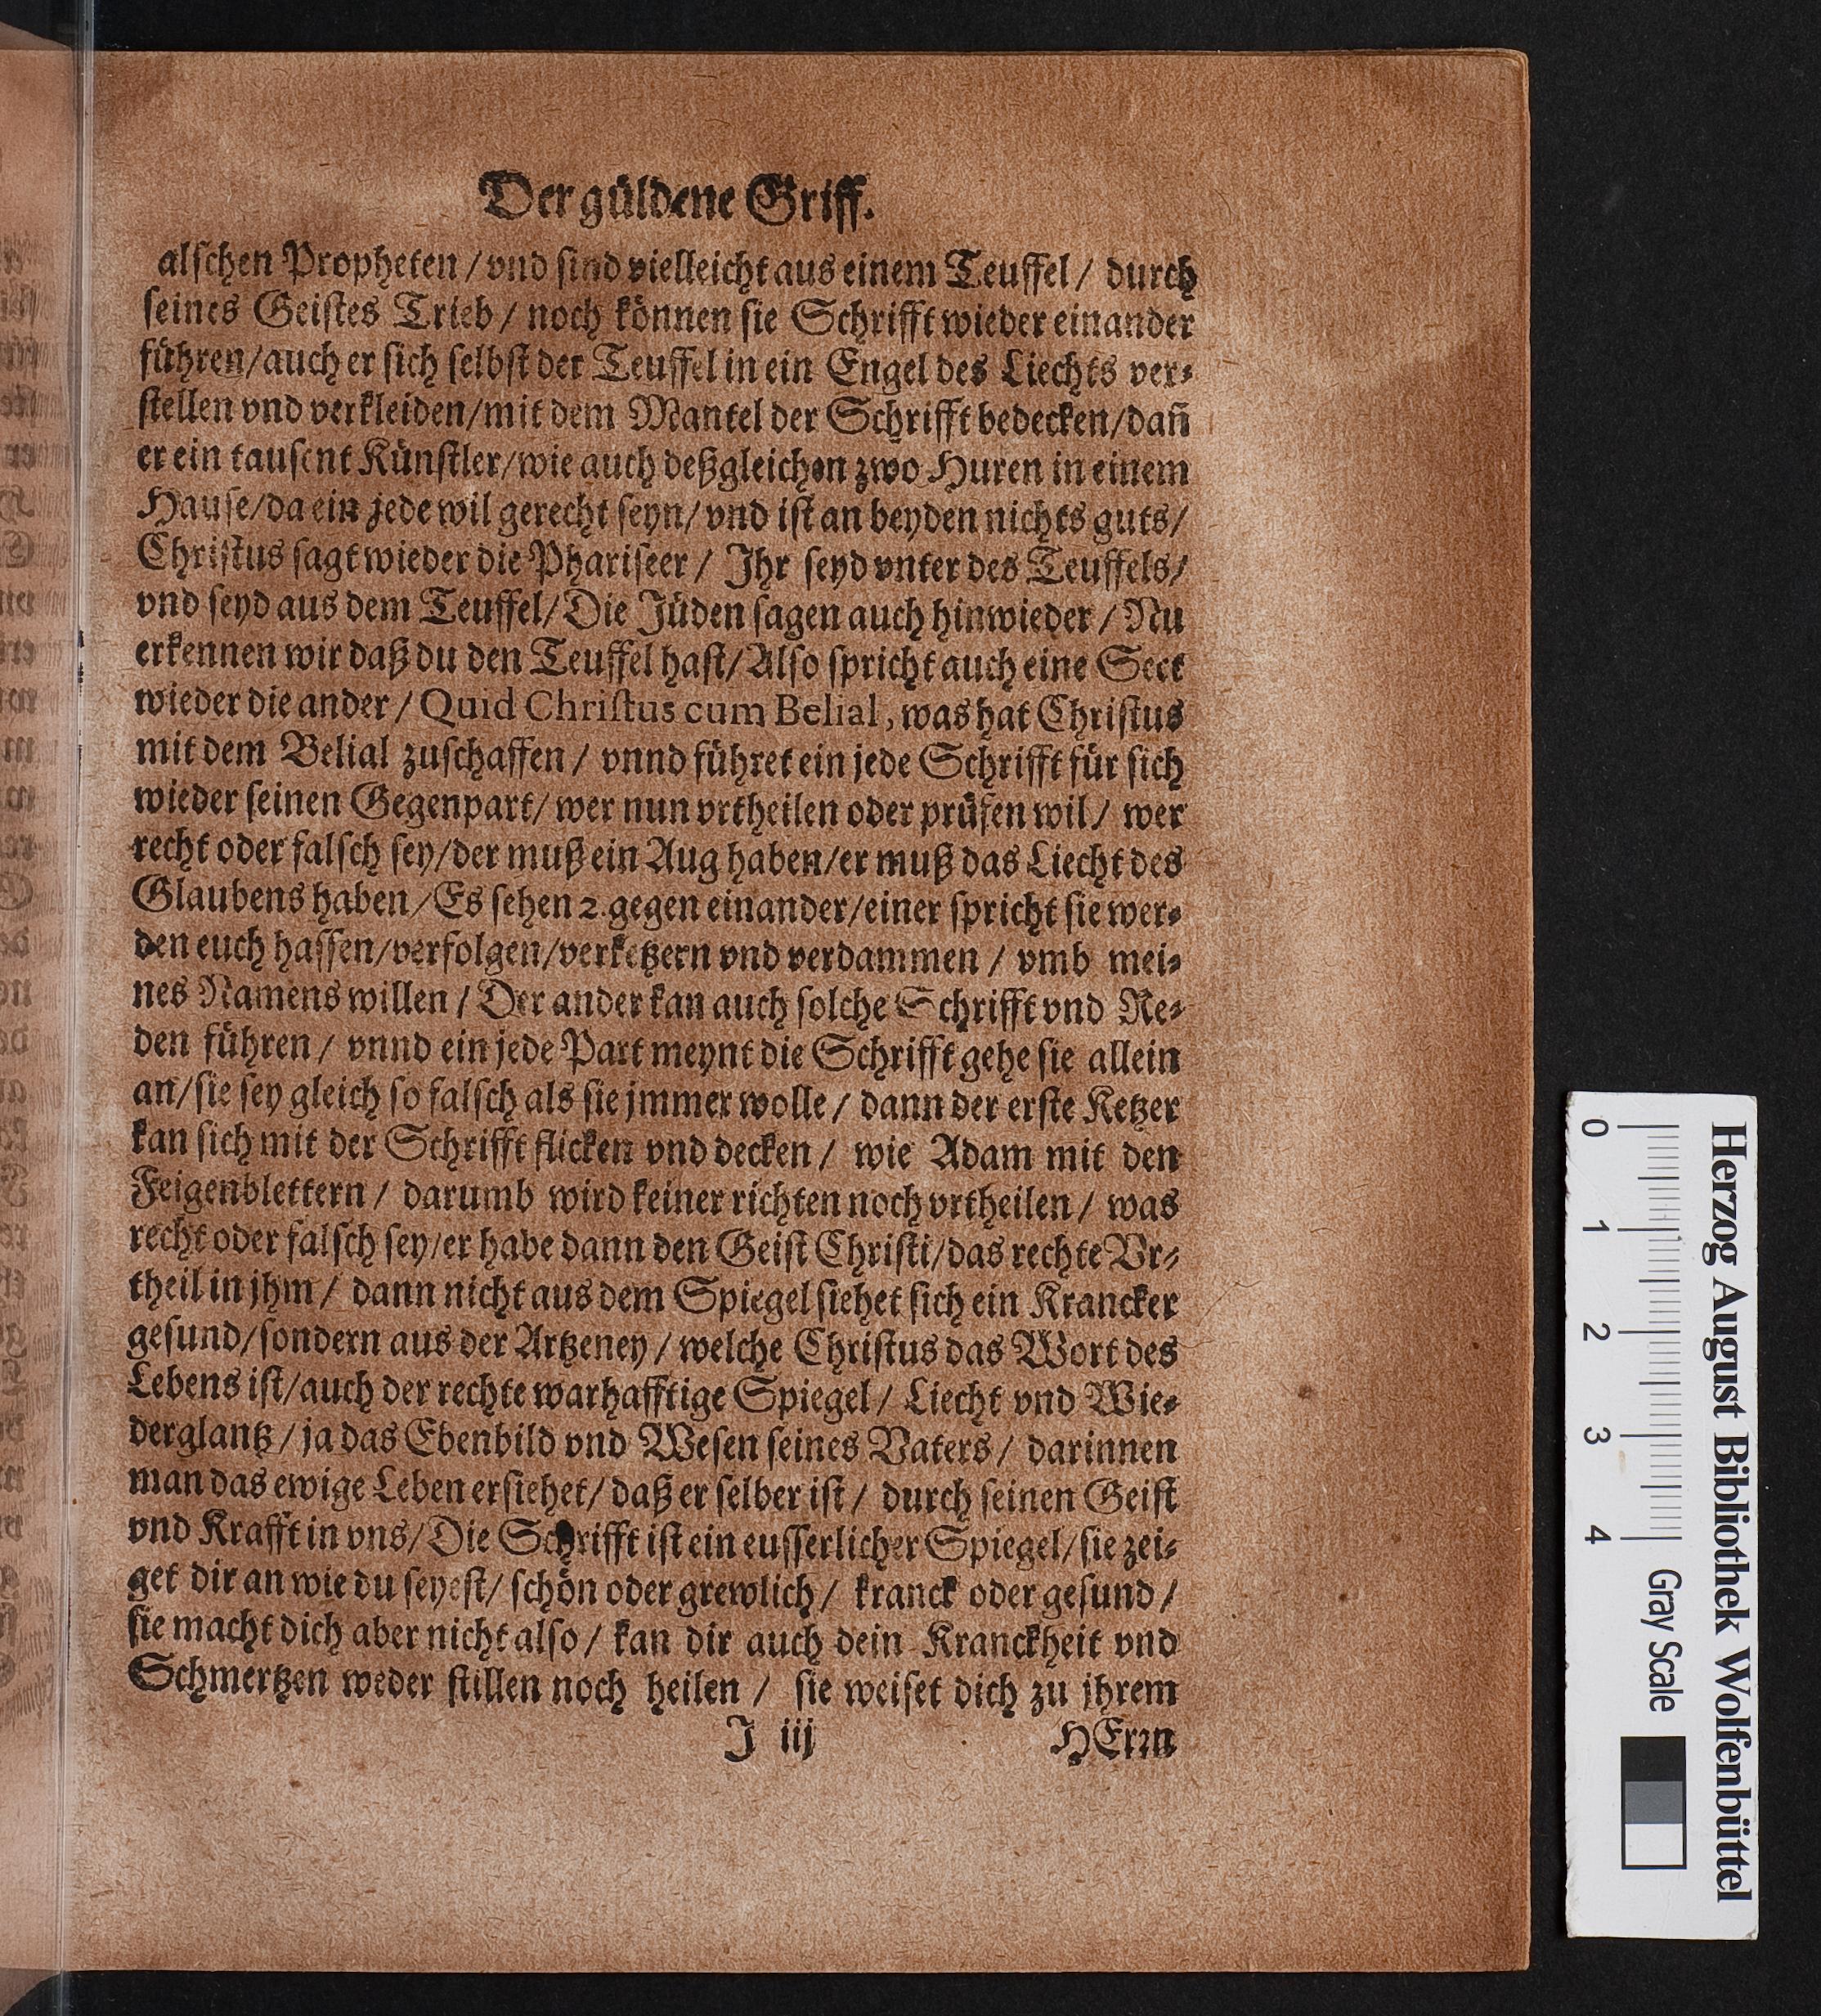 Der güldene Griff.
alſchen Propheten / vnd ſind vielleicht aus einem Teuffel / durch
ſeines Geiſtes Trieb / noch können ſie Schrifft wieder einander
führen/auch er ſich ſelbſt der Teuffel in ein Engel des Liechts ver⸗
ſtellen vnd verkleiden/mit dem Mantel der Schrifft bedecken/dañ
er ein tauſent Künſtler/wie auch deßgleichen zwo Huren in einem
Hauſe/da ein jede wil gerecht ſeyn/ vnd iſt an beyden nichts guts/
Chriſtus ſagt wieder die Phariſeer / Ihr ſeyd vnter des Teuffels/
vnd ſeyd aus dem Teuffel/Die Jüden ſagen auch hinwieder / Nu
erkennen wir daß du den Teuffel haſt/Alſo ſpricht auch eine Sect
wieder die ander / Quid Chriſtus cum Belial, was hat Chriſtus
mit dem Belial zuſchaffen / vnnd führet ein jede Schrifft für ſich
wieder ſeinen Gegenpart/ wer nun vrtheilen oder prüfen wil / wer
recht oder falſch ſey/der muß ein Aug haben/er muß das Liecht des
Glaubens haben/Es ſehen 2. gegen einander/einer ſpricht ſie wer⸗
den euch haſſen/verfolgen/verketzern vnd verdammen / vmb mei⸗
nes Namens willen / Der ander kan auch ſolche Schrifft vnd Re⸗
den führen / vnnd ein jede Part meynt die Schrifft gehe ſie allein
an/ſie ſey gleich ſo falſch als ſie jmmer wolle / dann der erſte Ketzer
kan ſich mit der Schrifft flicken vnd decken / wie Adam mit den
Feigenblettern / darumb wird keiner richten noch vrtheilen / was
recht oder falſch ſey/er habe dann den Geiſt Chriſti/das rechte Vr⸗
theil in jhm / dann nicht aus dem Spiegel ſiehet ſich ein Krancker
geſund/ſondern aus der Artzeney / welche Chriſtus das Wort des
Lebens iſt/auch der rechte warhafftige Spiegel / Liecht vnd Wie⸗
derglantz / ja das Ebenbild vnd Weſen ſeines Vaters / darinnen
man das ewige Leben erſiehet/ daß er ſelber iſt / durch ſeinen Geiſt
vnd Krafft in vns/Die Schrifft iſt ein euſſerlicher Spiegel/ſie zei⸗
get dir an wie du ſeyeſt/ ſchön oder grewlich / kranck oder geſund /
ſie macht dich aber nicht alſo / kan dir auch dein Kranckheit vnd
Schmertzen weder ſtillen noch heilen / ſie weiſet dich zu jhrem
J iij HErꝛn
Herzog August Bibliothek Wolfenbüttel
0 1 2 3 4 Gray Scale